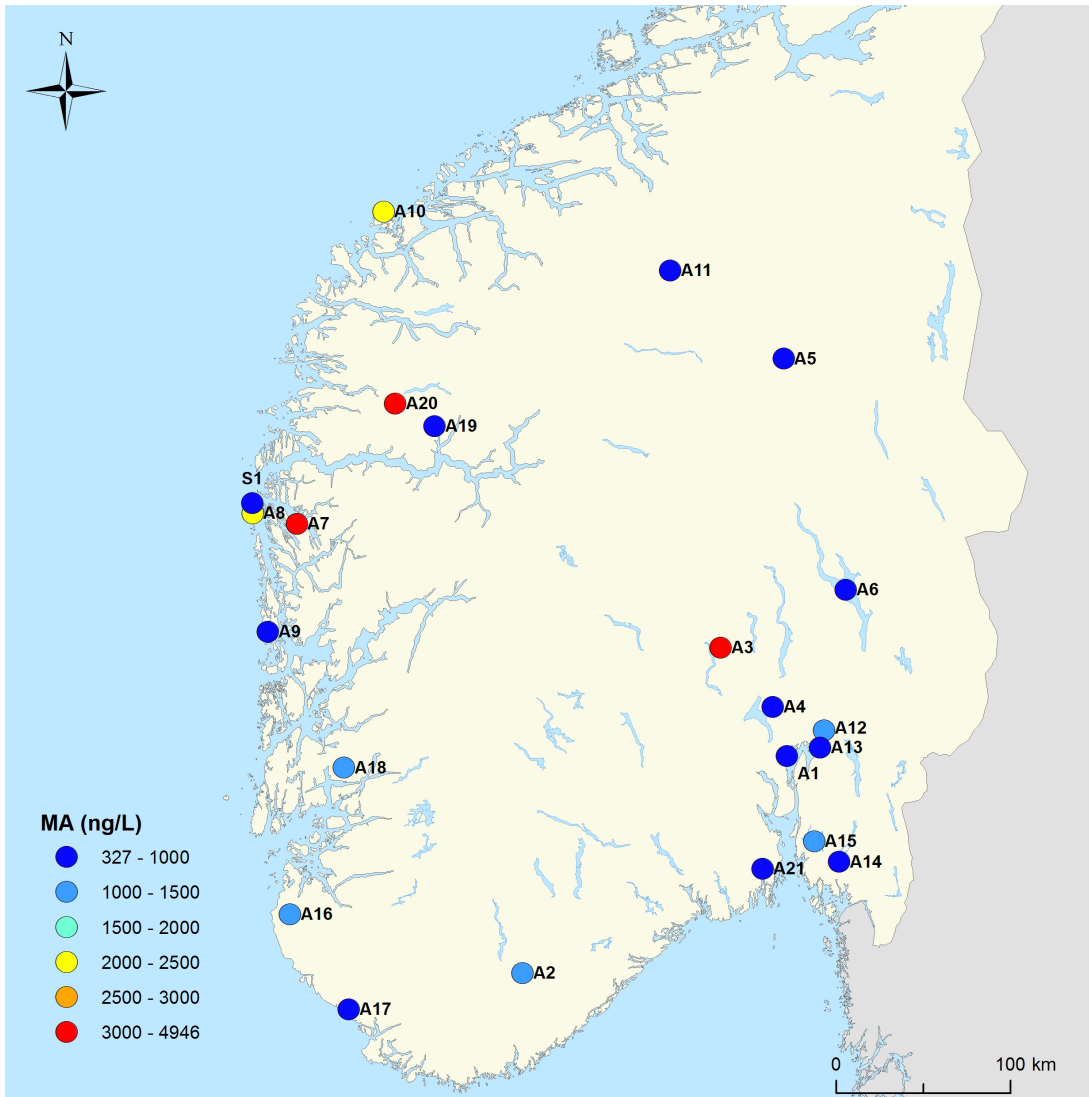 N
A10
A11
A5
A20
A19
S1
A8
A7
A6
A9
A3
A4
A12
A13
A1
A18
MA (ng/L)
327 - 1000
1000 - 1500
1500 - 2000
2000 - 2500
2500 - 3000
3000 - 4946
A15
A14
A21
A16
A2
A17
0 100 km